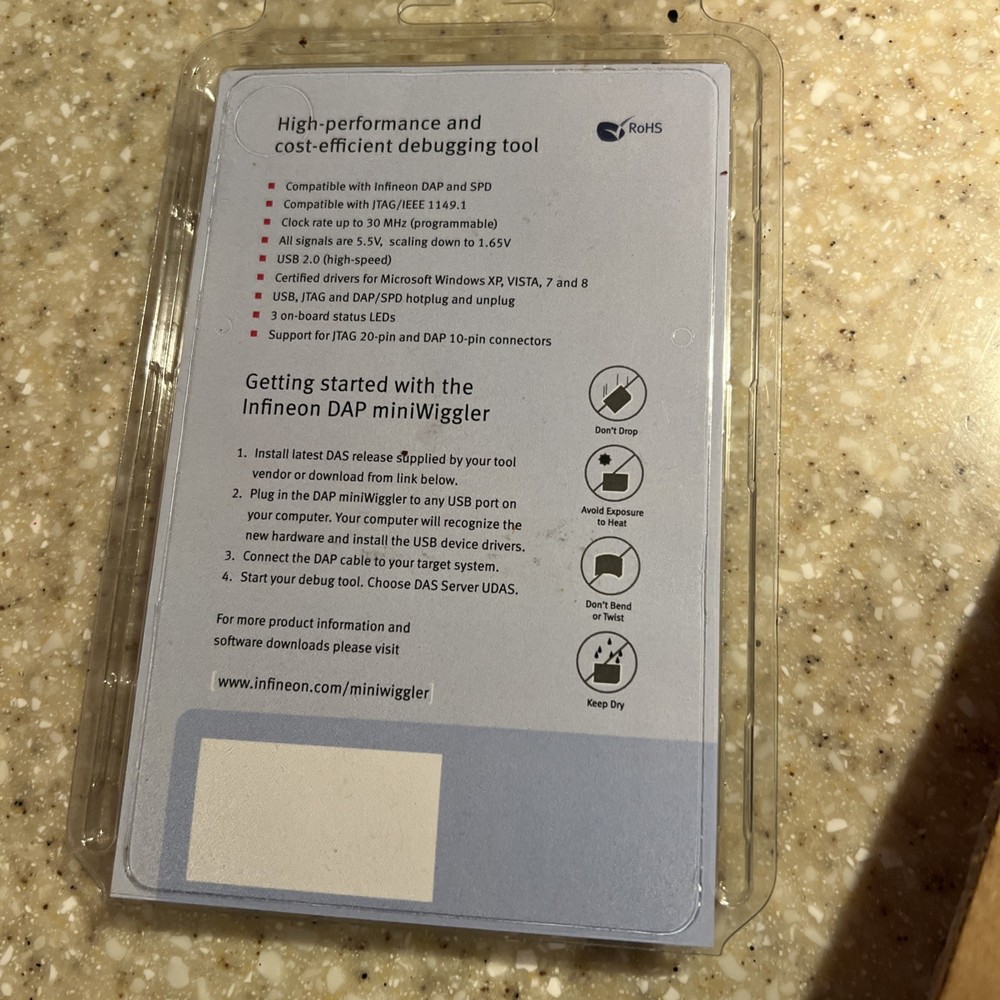 High-performance and
cost-efficient debugging tool
RoHS
Compatible with Infineon DAP and SPD
Compatible with JTAG/IEEE 1149.1
Clock rate up to 30 MHz (programmable)
All signals are 5.5V, scaling down to 1.65V
USB 2.0 (high-speed)
Certified drivers for Microsoft Windows XP, VISTA, 7 and 8
USB, JTAG and DAP/SPD hotplug and unplug
3 on-board status LEDs
Support for JTAG 20-pin and DAP 10-pin connectors
Getting started with the
Infineon DAP miniWiggler
1. Install latest DAS release supplied by your tool
vendor or download from link below.
2. Plug in the DAP miniWiggler to any USB port on
your computer. Your computer will recognize the
new hardware and install the USB device drivers.
3. Connect the DAP cable to your target system.
4. Start your debug tool. Choose DAS Server UDAS.
For more product information and
software downloads please visit
www.infineon.com/miniwiggler
Don't Drop
Avoid Exposure
to Heat
Don't Bend
or Twist
Keep Dry